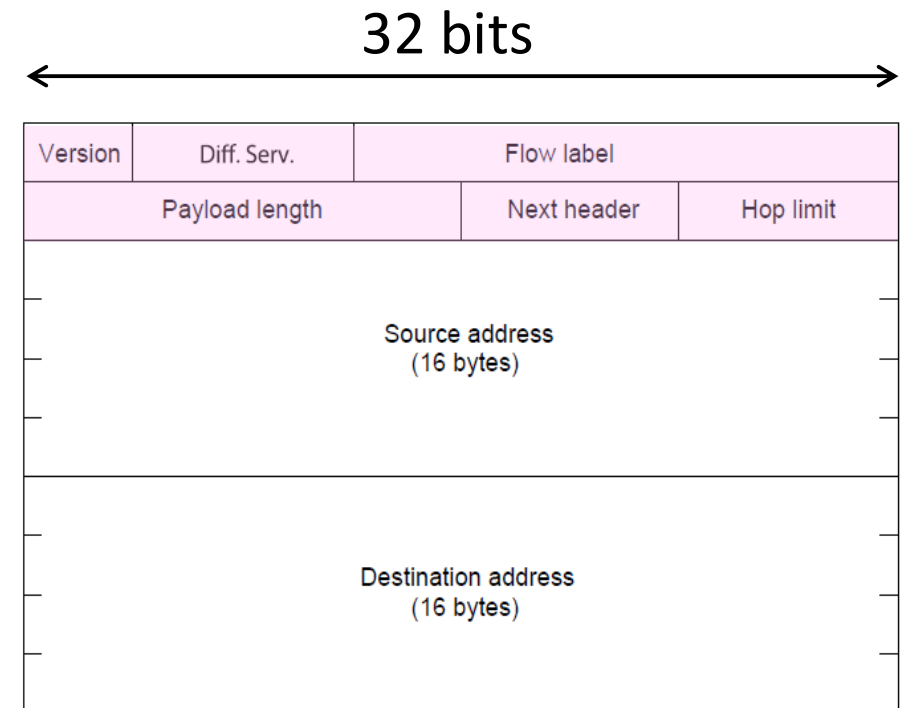 32 bits
Version Diff. Serv. Flow label
Payload length Next header Hop limit
Source address
(16 bytes)
Destination address
(16 bytes)